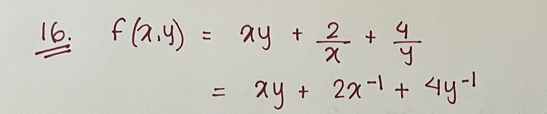 16. f(x,y) = xy + 2/x + 4/y
= xy + 2x⁻¹ + 4y⁻¹